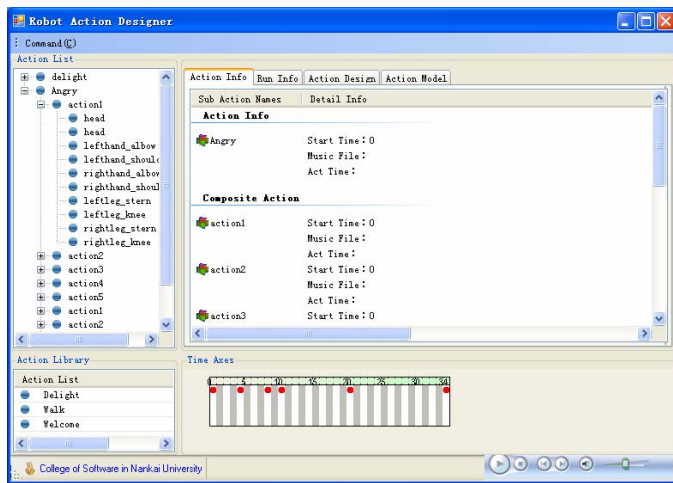 Robot Action Designer
Command(C)
Action List
delight
Angry
action1
head
head
lefthand_albow
lefthand_shoulc
righthand_albow
righthand_shoul
leftleg_stern
leftleg_knee
rightleg_stern
rightleg_knee
action2
action3
action4
action5
action1
action2
Action Info Run Info Action Design Action Model
Sub Action Names Detail Info
Action Info
Angry Start Time:0
Music File:
Act Time:
Composite Action
action1 Start Time:0
Music File:
Act Time:
action2 Start Time:0
Music File:
Act Time:
action3 Start Time:0
Action Library
Action List
Delight
Walk
Welcome
Time Axes
0 5 10 15 20 25 30 34
College of Software in Nankai University